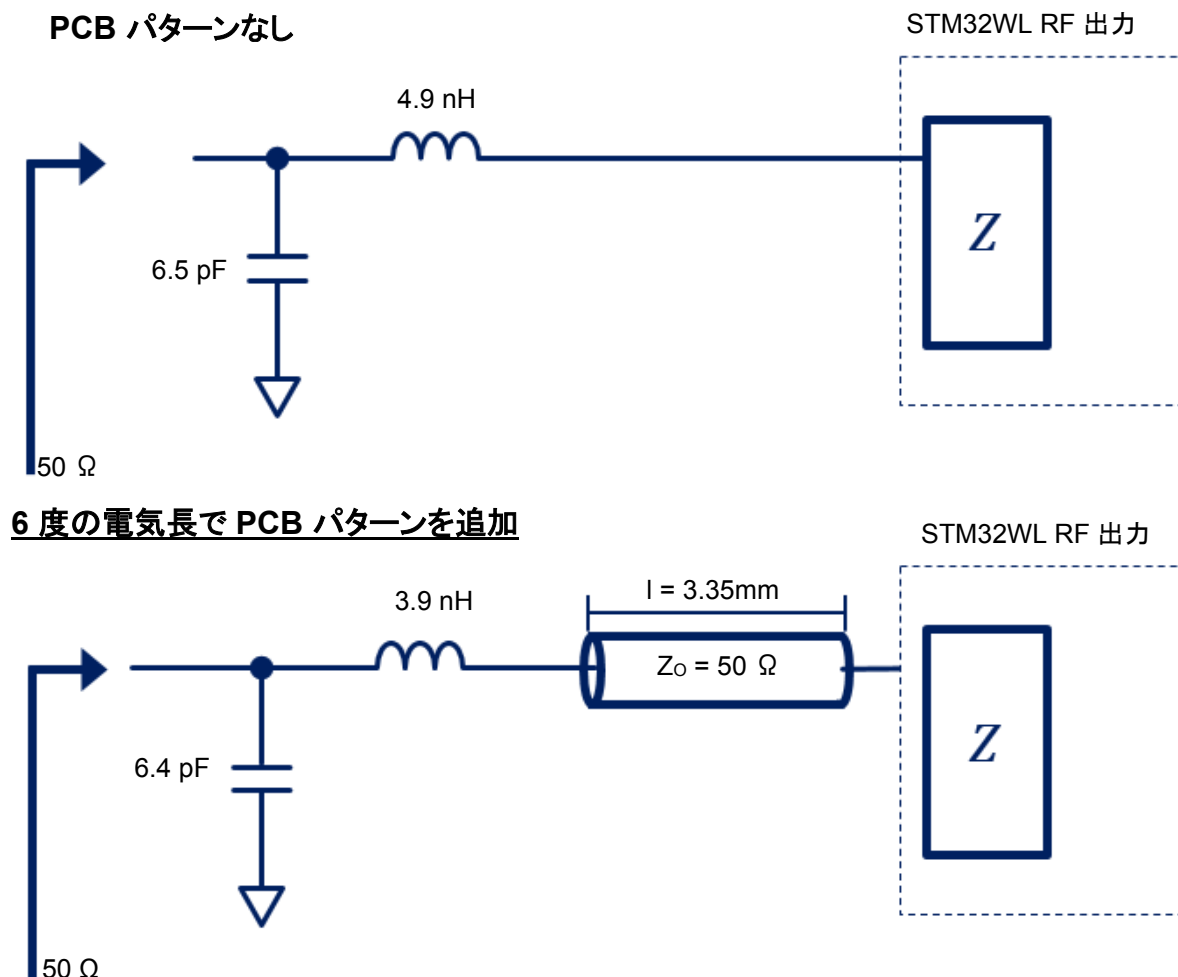 PCB パターンなし
STM32WL RF 出力
4.9 nH
Z
6.5 pF
50 Ω
6 度の電気長で PCB パターンを追加
STM32WL RF 出力
l = 3.35mm
3.9 nH
ZO = 50 Ω
Z
6.4 pF
50 Ω